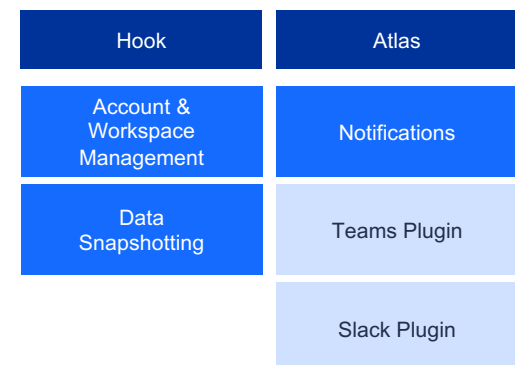 Hook
Atlas
Account &
Workspace
Management
Notifications
Data
Snapshotting
Teams Plugin
Slack Plugin